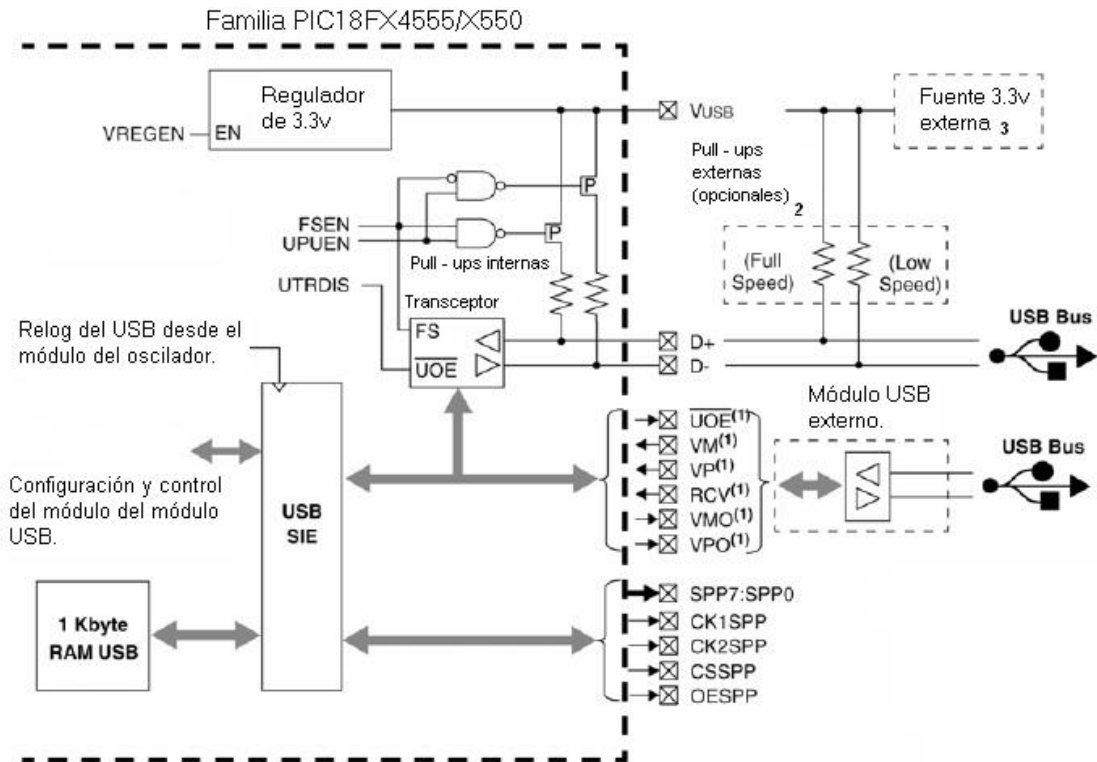 Familia PIC18FX4555/X550
Regulador
de 3.3v
VREGEN
EN
VUSB
Fuente 3.3v
externa. 3
Pull - ups
externas
(opcionales)
2
P
FSEN
UPUEN
P
Pull - ups internas
(Full
Speed)
(Low
Speed)
UTRDIS
Transceptor
FS
UOE
D+
D-
USB Bus
Relog del USB desde el
módulo del oscilador.
Módulo USB
externo.
UOE(1)
VM(1)
VP(1)
RCV(1)
VMO(1)
VPO(1)
USB Bus
Configuración y control
del módulo del módulo
USB.
USB
SIE
1 Kbyte
RAM USB
SPP7:SPP0
CK1SPP
CK2SPP
CSSPP
OESPP